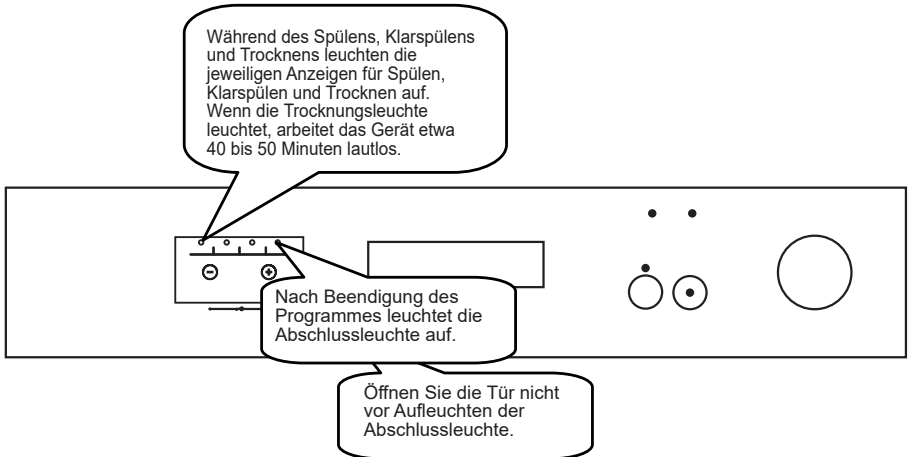 Während des Spülens, Klarspülens
und Trocknens leuchten die
jeweiligen Anzeigen für Spülen,
Klarspülen und Trocknen auf.
Wenn die Trocknungsleuchte
leuchtet, arbeitet das Gerät etwa
40 bis 50 Minuten lautlos.
Nach Beendigung des
Programmes leuchtet die
Abschlussleuchte auf.
Öffnen Sie die Tür nicht
vor Aufleuchten der
Abschlussleuchte.